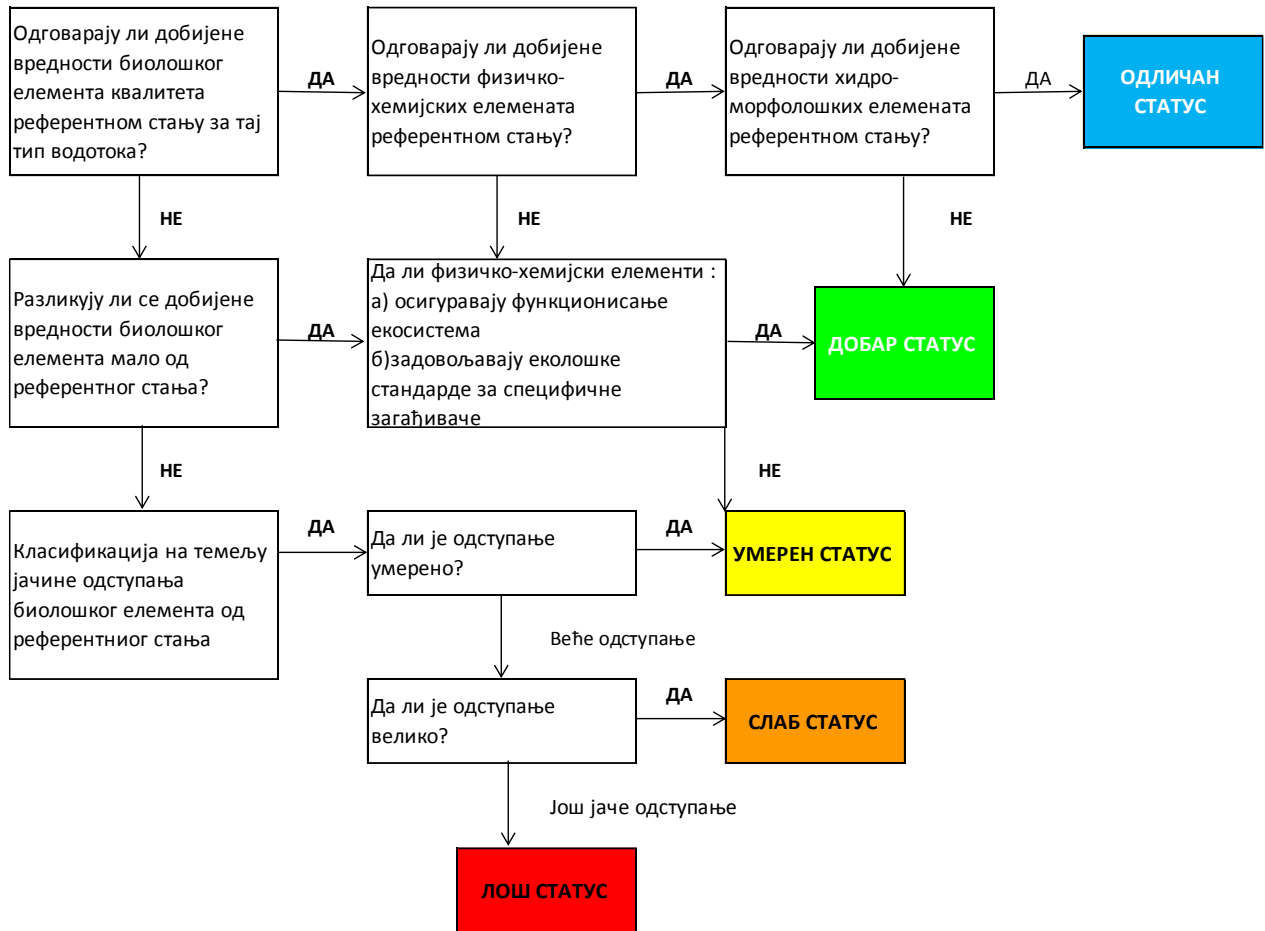 Одговарају ли добијене
вредности биолошког
елемента квалитета
референтном стању за тај
тип водотока?
ДА
Одговарају ли добијене
вредности физичко-
хемијских елемената
референтном стању?
ДА
Одговарају ли добијене
вредности хидро-
морфолошких елемената
референтном стању?
ДА
ОДЛИЧАН
СТАТУС
НЕ
НЕ
НЕ
Разликују ли се добијене
вредности биолошког
елемента мало од
референтног стања?
ДА
Да ли физичко-хемијски елементи :
а) осигуравају функционисање
екосистема
б)задовољавају еколошке
стандарде за специфичне
загађиваче
ДА
ДОБАР СТАТУС
НЕ
НЕ
Класификација на темељу
јачине одступања
биолошког елемента од
референтниог стања
ДА
Да ли је одступање
умерено?
ДА
УМЕРЕН СТАТУС
Веће одступање
Да ли је одступање
велико?
ДА
СЛАБ СТАТУС
Још јаче одступање
ЛОШ СТАТУС